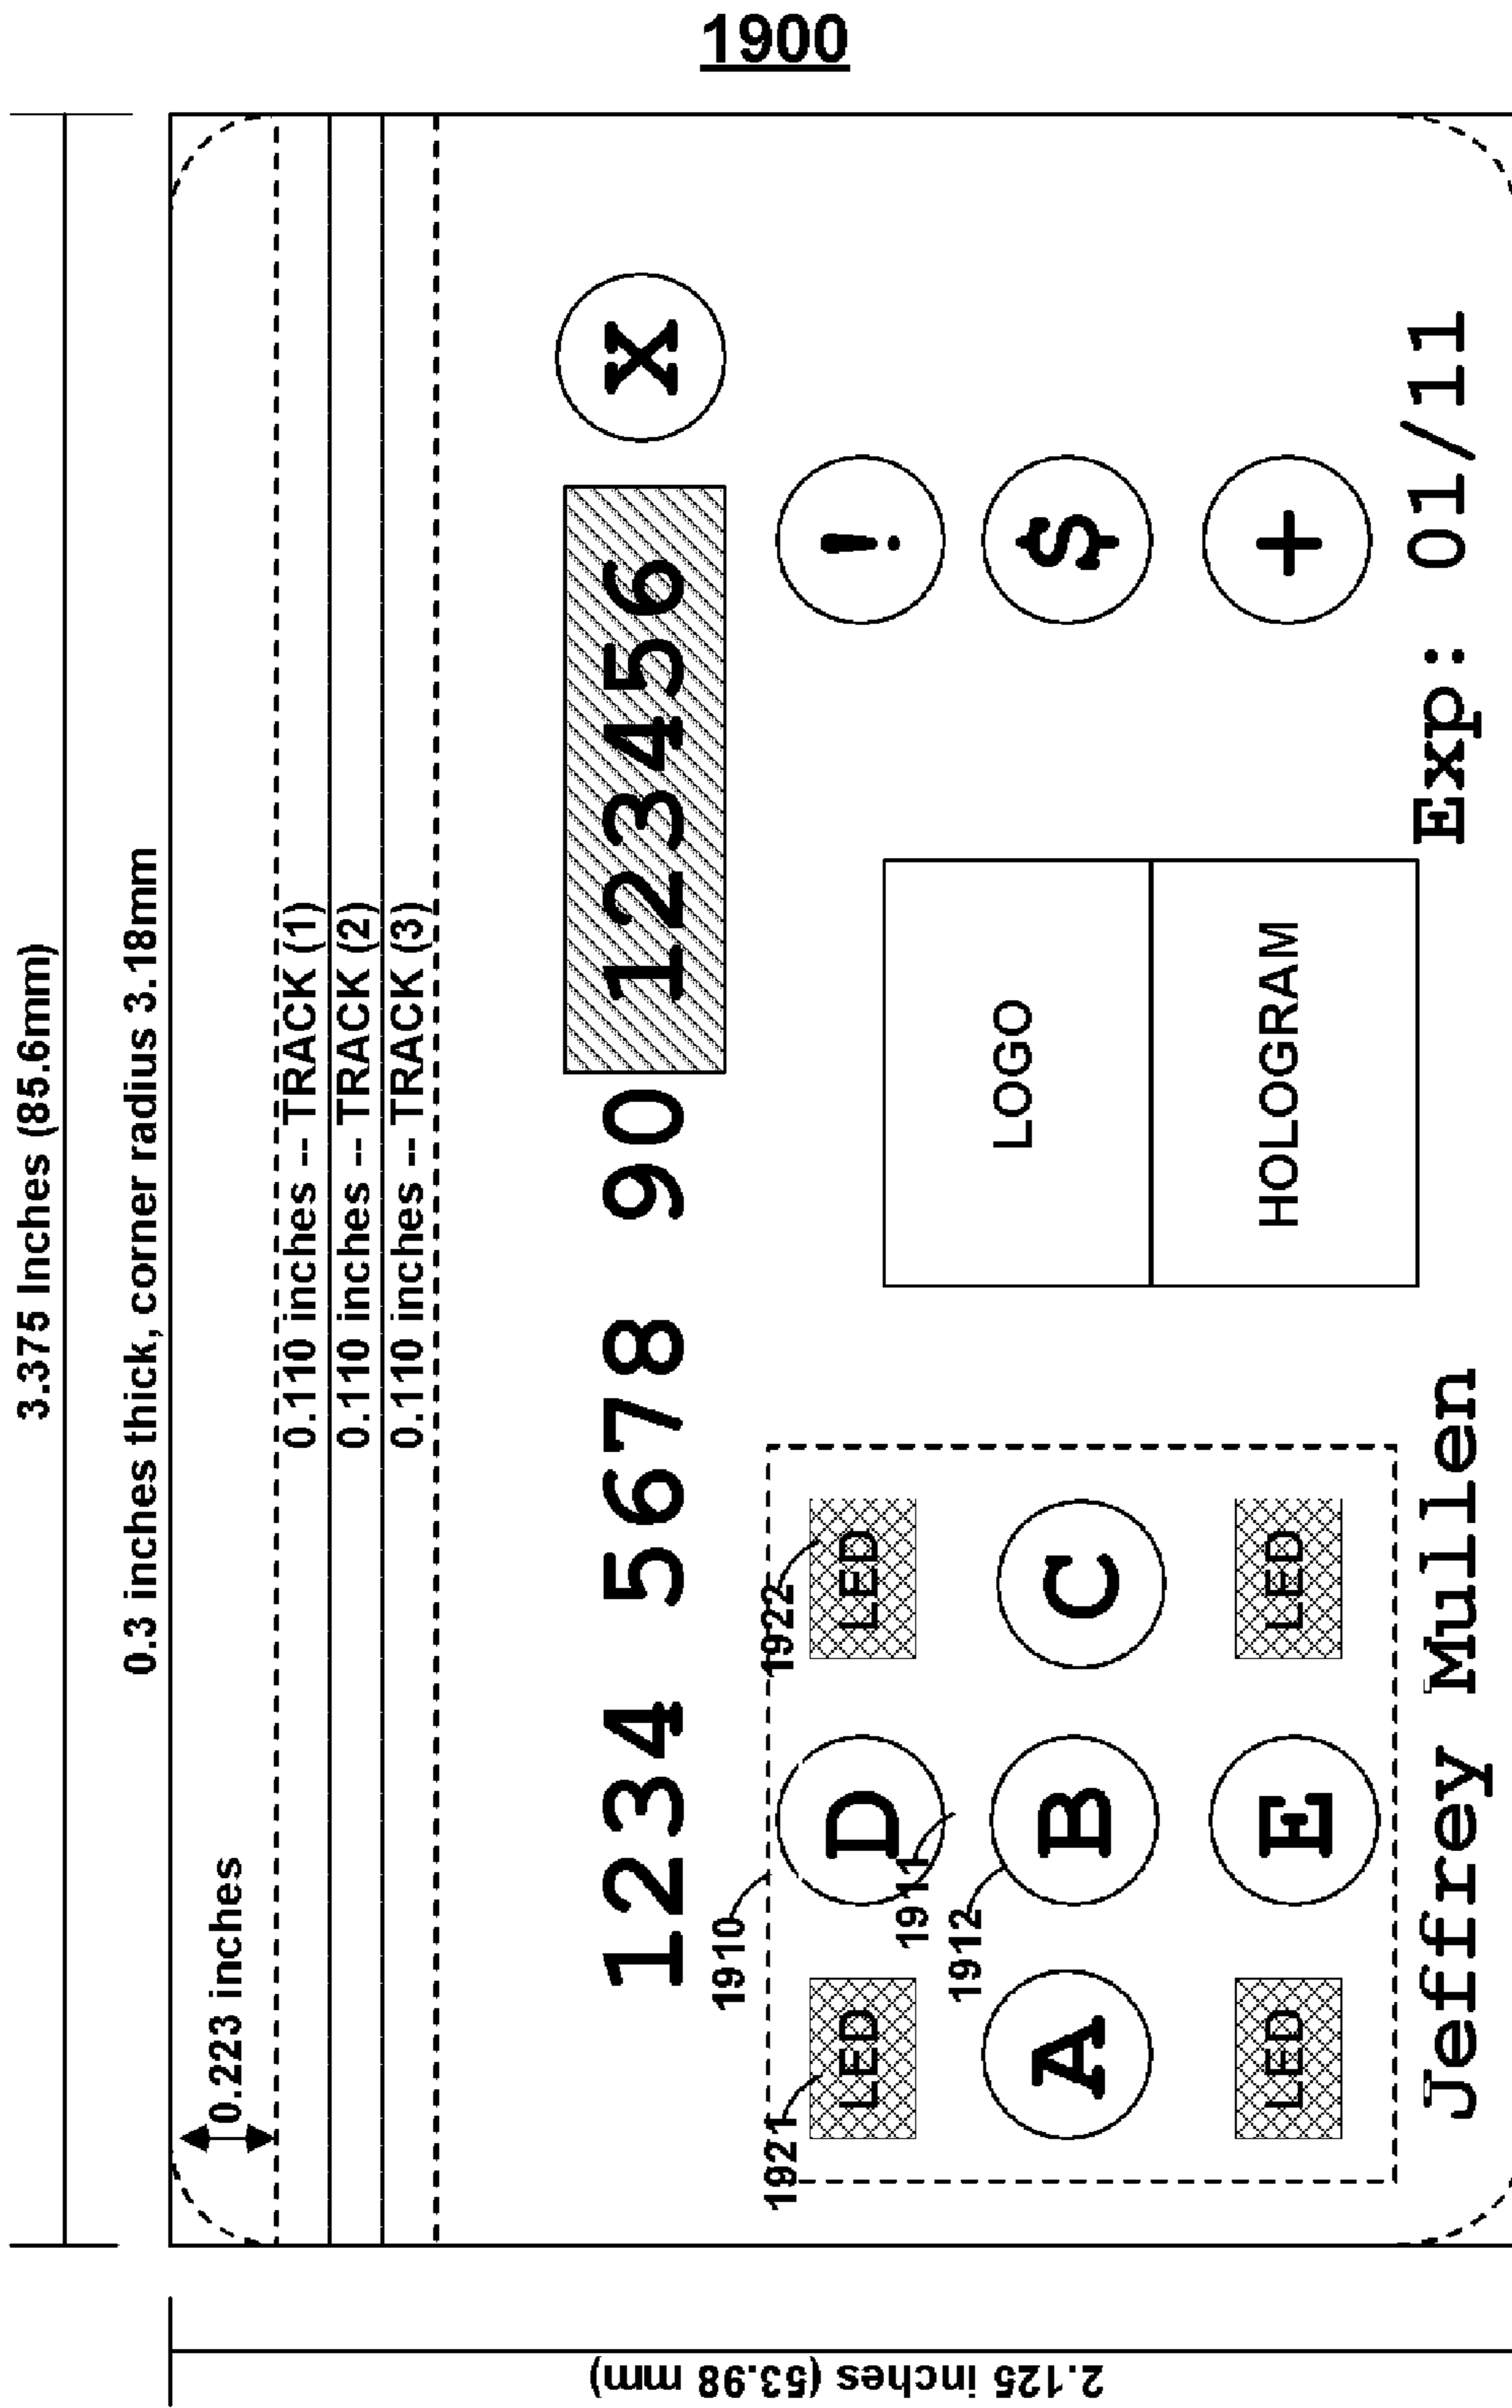 1900
3.375 Inches (85.6mm)
0.3 inches thick, corner radius 3.18mm
0.223 inches
0.110 inches -- TRACK (1)
0.110 inches -- TRACK (2)
0.110 inches -- TRACK (3)
2.125 inches (53.98 mm)
1234 5678 90 123456 X
1910
1921 1922
LED D LED !
1911
1912
A B C $
LED E LED +
LOGO
HOLOGRAM
Jeffrey Mullen Exp: 01/11